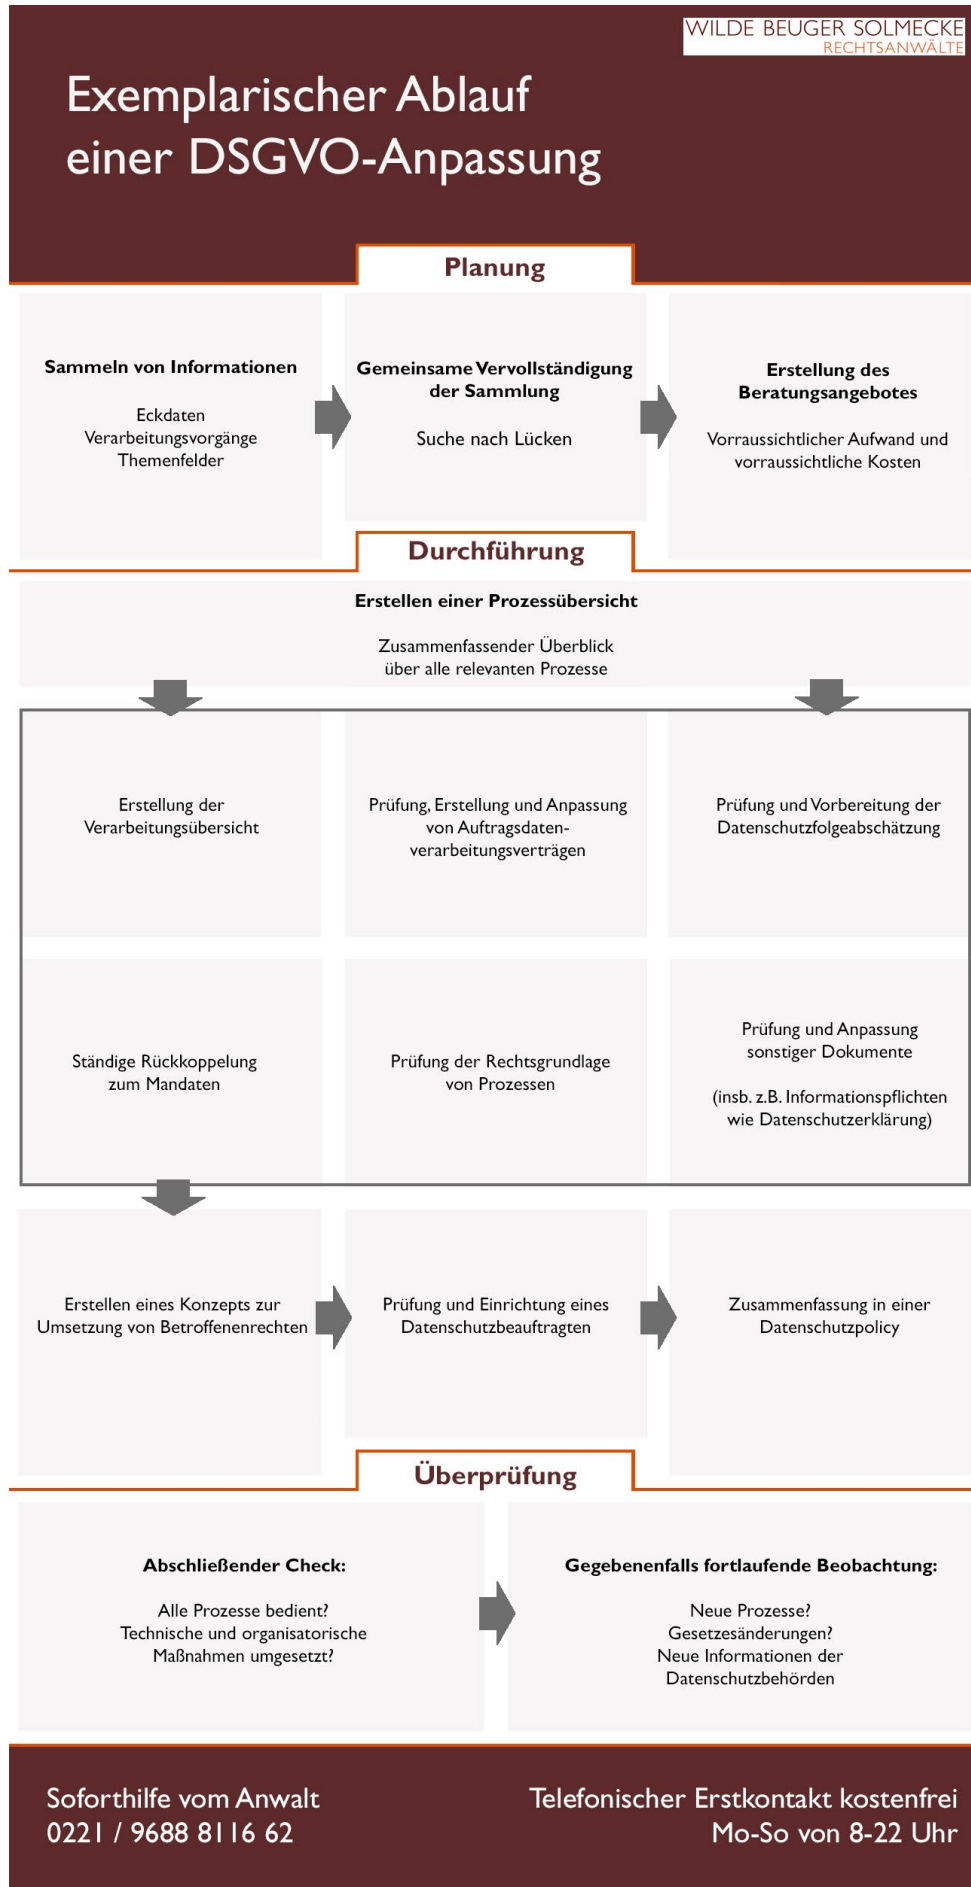 WILDE BEUGER SOLMECKE
RECHTSANWÄLTE
Exemplarischer Ablauf
einer DSGVO-Anpassung
Planung
Sammeln von Informationen
Eckdaten
Verarbeitungsvorgänge
Themenfelder
Gemeinsame Vervollständigung
der Sammlung
Suche nach Lücken
Erstellung des
Beratungsangebotes
Vorraussichtlicher Aufwand und
vorraussichtliche Kosten
Durchführung
Erstellen einer Prozessübersicht
Zusammenfassender Überblick
über alle relevanten Prozesse
Erstellung der
Verarbeitungsübersicht
Prüfung, Erstellung und Anpassung
von Auftragsdaten-
verarbeitungsverträgen
Prüfung und Vorbereitung der
Datenschutzfolgeabschätzung
Ständige Rückkoppelung
zum Mandaten
Prüfung der Rechtsgrundlage
von Prozessen
Prüfung und Anpassung
sonstiger Dokumente
(insb. z.B. Informationspflichten
wie Datenschutzerklärung)
Erstellen eines Konzepts zur
Umsetzung von Betroffenenrechten
Prüfung und Einrichtung eines
Datenschutzbeauftragten
Zusammenfassung in einer
Datenschutzpolicy
Überprüfung
Abschließender Check:
Alle Prozesse bedient?
Technische und organisatorische
Maßnahmen umgesetzt?
Gegebenenfalls fortlaufende Beobachtung:
Neue Prozesse?
Gesetzesänderungen?
Neue Informationen der
Datenschutzbehörden
Soforthilfe vom Anwalt
0221 / 9688 8116 62
Telefonischer Erstkontakt kostenfrei
Mo-So von 8-22 Uhr